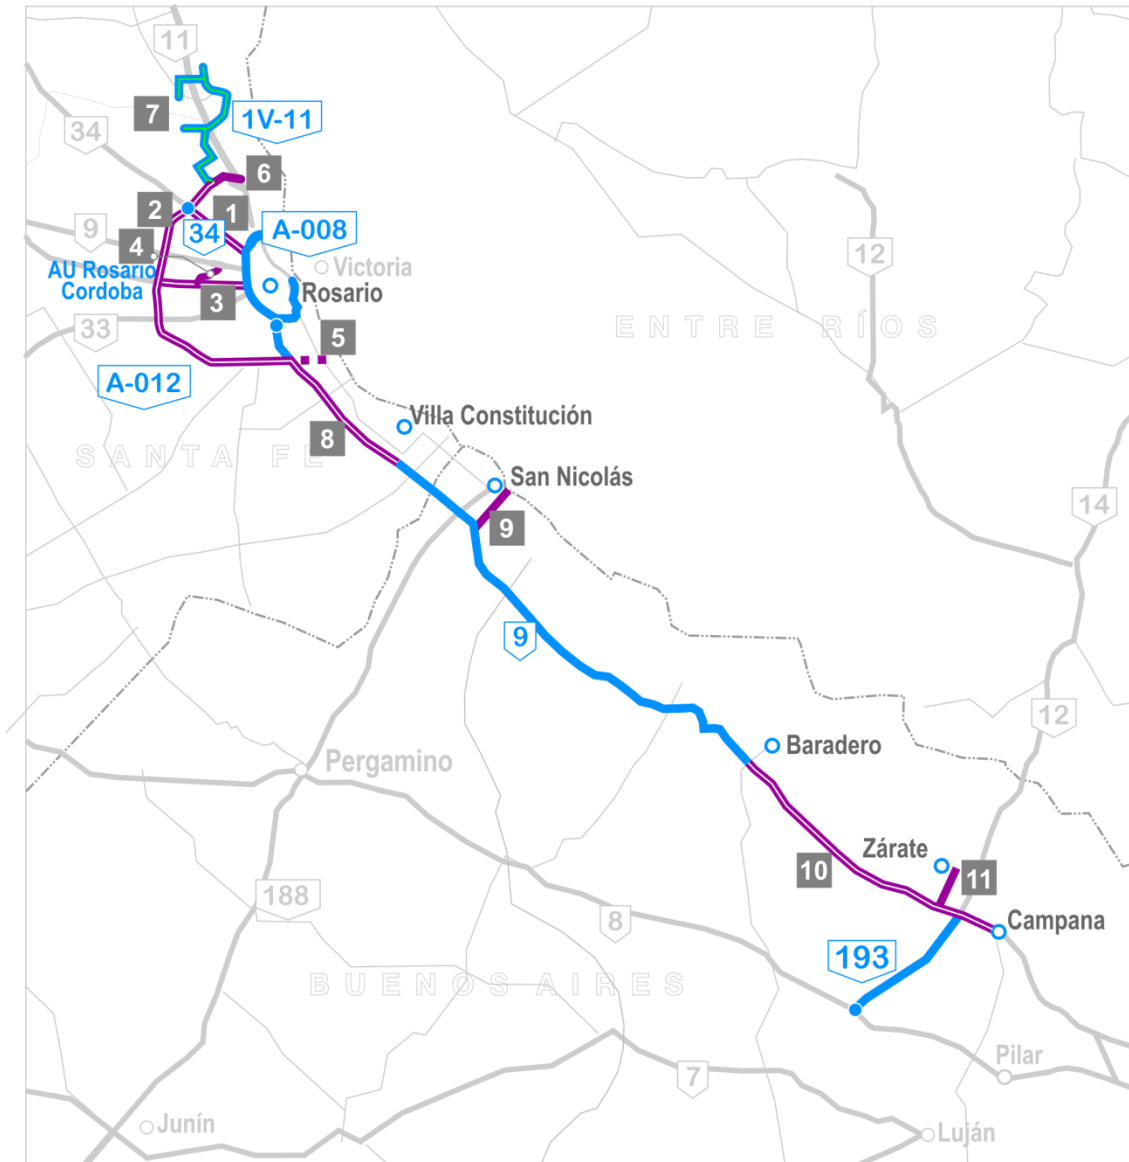 11
7
1V-11
34
6
2
1
9
34
A-008
4
AU Rosario
Cordoba
Victoria
12
3
Rosario
33
5
ENTRE RÍOS
A-012
Villa Constitución
8
SANTA FE
San Nicolás
14
9
9
12
Baradero
Pergamino
Zárate
10
11
188
8
Campana
193
BUENOS AIRES
Pilar
7
Junín
Luján